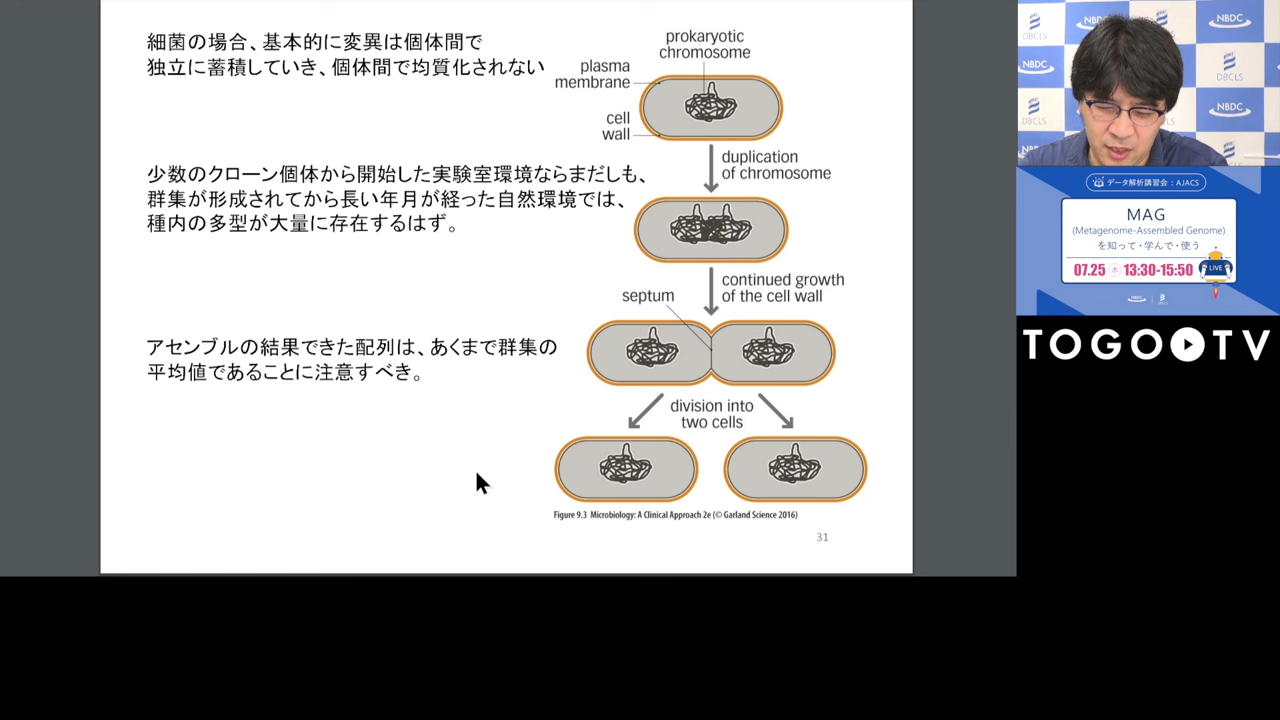 細菌の場合、基本的に変異は個体間で
独立に蓄積していき、個体間で均質化されない
少数のクローン個体から開始した実験室環境ならまだしも、
群集が形成されてから長い年月が経った自然環境では、
種内の多型が大量に存在するはず。
アセンブルの結果できた配列は、あくまで群集の
平均値であることに注意すべき。
prokaryotic
chromosome
plasma
membrane
cell
wall
duplication
of chromosome
continued growth
of the cell wall
septum
division into
two cells
Figure 9.3 Microbiology: A Clinical Approach 2e (© Garland Science 2016)
31
DBCLS
NBDC
NBDC
NBDC
DBCLS
DBCLS
NBDC
データ解析講習会：AJACS
MAG
(Metagenome-Assembled Genome)
を知って・学んで・使う
07.25 木 13:30-15:50
LIVE
TOGO TV